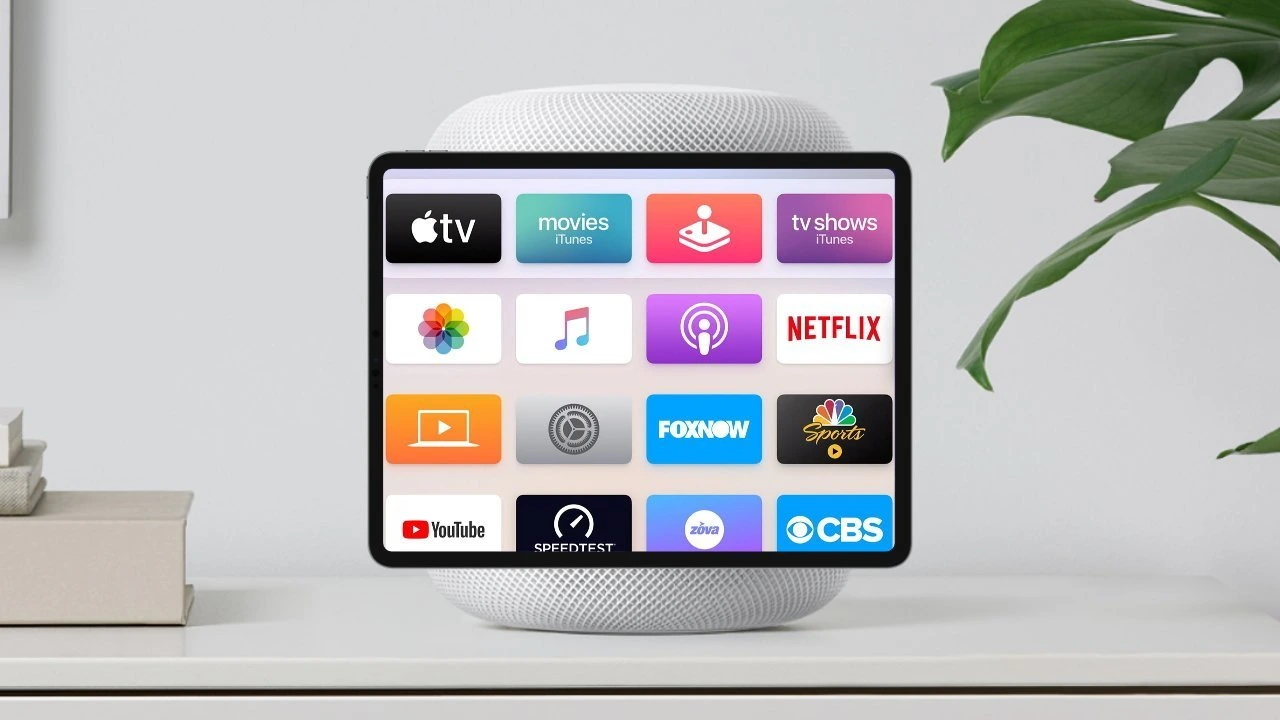 tv
movies
iTunes
tv shows
iTunes
NETFLIX
FOXNOW
Sports
YouTube
SPEEDTEST
zova
CBS